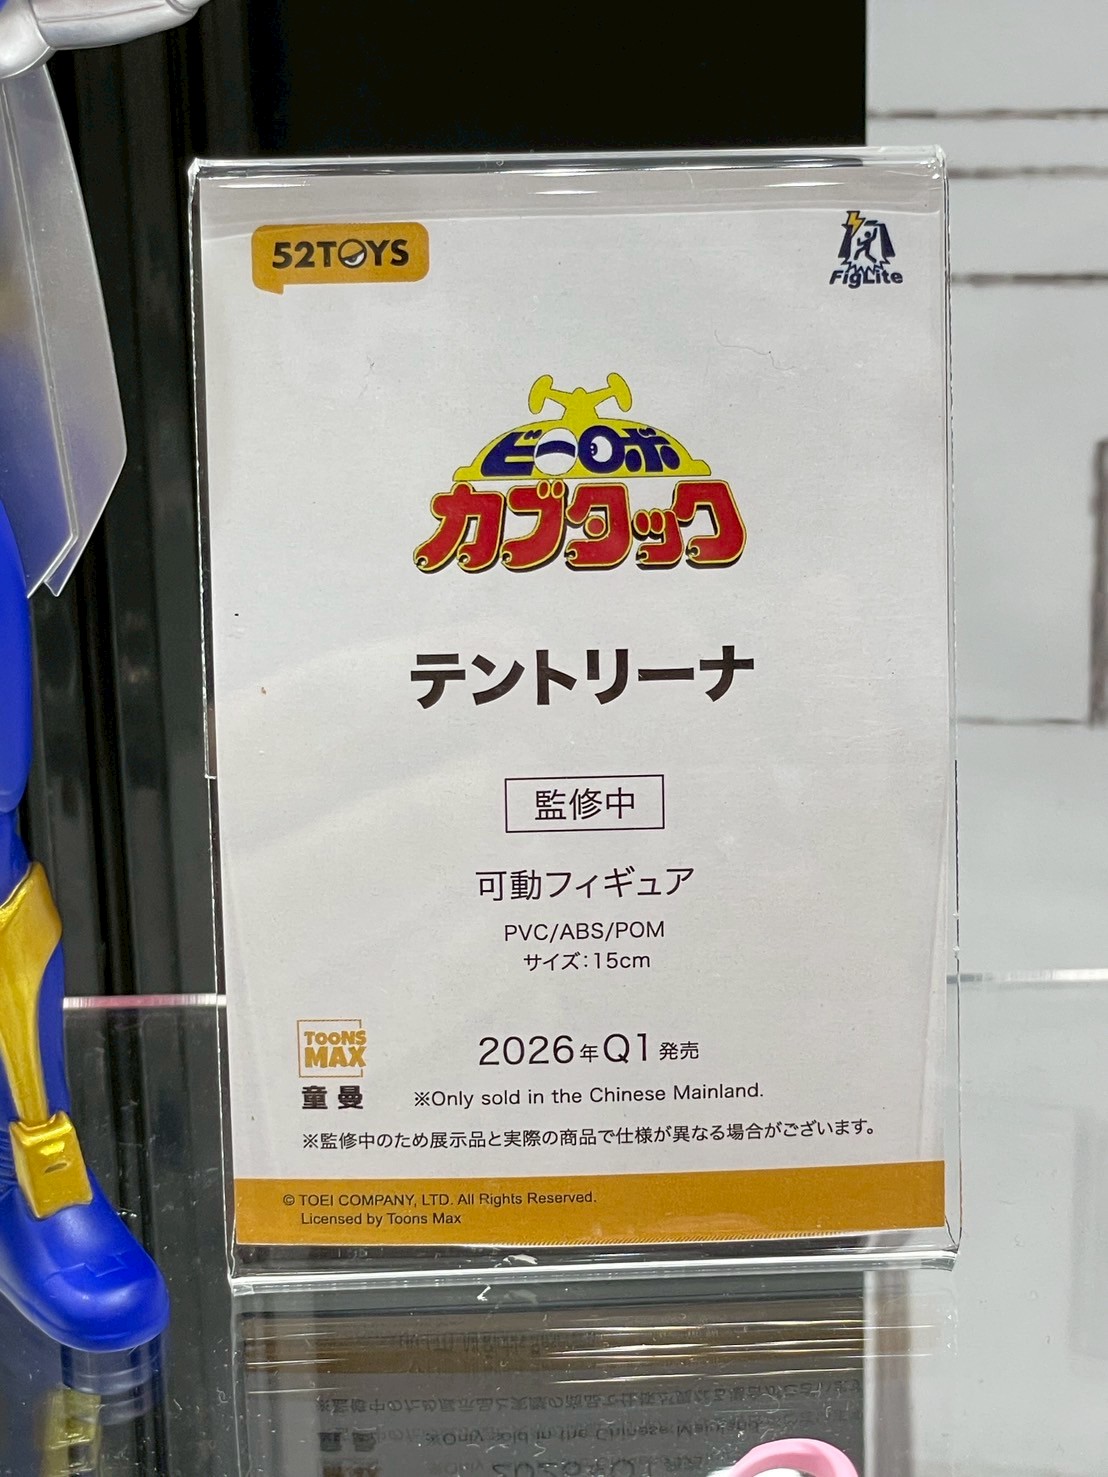 52TOYS
FigLite
ビーロボ
カブタック
テントリーナ
監修中
可動フィギュア
PVC/ABS/POM
サイズ:15cm
TOONS
MAX
童曼
2026年Q1発売
※Only sold in the Chinese Mainland.
※監修中のため展示品と実際の商品で仕様が異なる場合がございます。
© TOEI COMPANY, LTD. All Rights Reserved.
Licensed by Toons Max